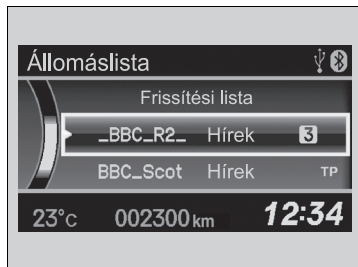 Állomáslista
Frissítési lista
_BBC_R2_ Hírek 3
BBC_Scot Hírek TP
23°C 002300 km 12:34